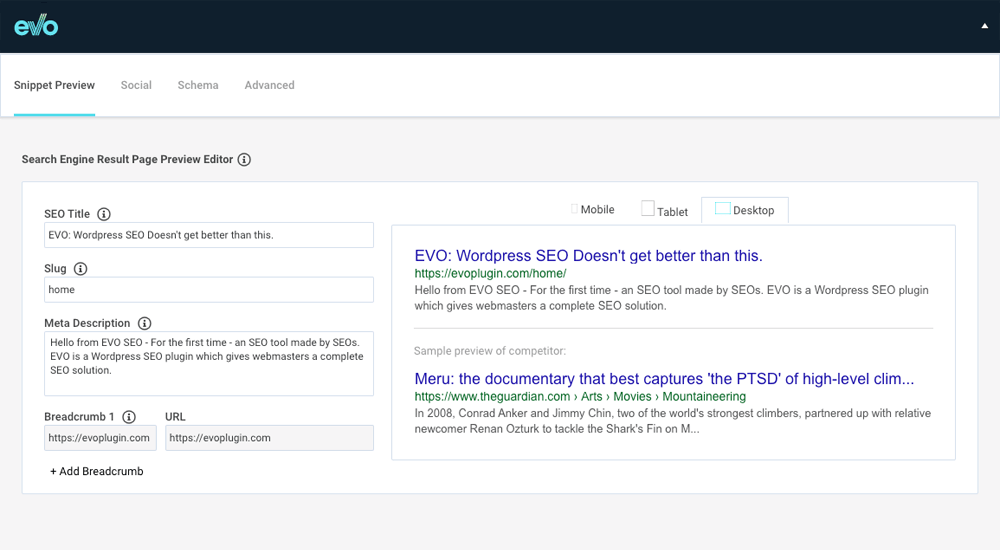 evo
Snippet Preview Social Schema Advanced
Search Engine Result Page Preview Editor
SEO Title
EVO: Wordpress SEO Doesn't get better than this.
Slug
home
Meta Description
Hello from EVO SEO - For the first time - an SEO tool made by SEOs.
EVO is a Wordpress SEO plugin which gives webmasters a complete
SEO solution.
Breadcrumb 1 URL
https://evoplugin.com https://evoplugin.com
+ Add Breadcrumb
Mobile Tablet Desktop
EVO: Wordpress SEO Doesn't get better than this.
https://evoplugin.com/home/
Hello from EVO SEO - For the first time - an SEO tool made by SEOs. EVO is a Wordpress SEO plugin
which gives webmasters a complete SEO solution.
Sample preview of competitor:
Meru: the documentary that best captures 'the PTSD' of high-level clim...
https://www.theguardian.com › Arts › Movies › Mountaineering
In 2008, Conrad Anker and Jimmy Chin, two of the world's strongest climbers, partnered up with relative
newcomer Renan Ozturk to tackle the Shark's Fin on M...